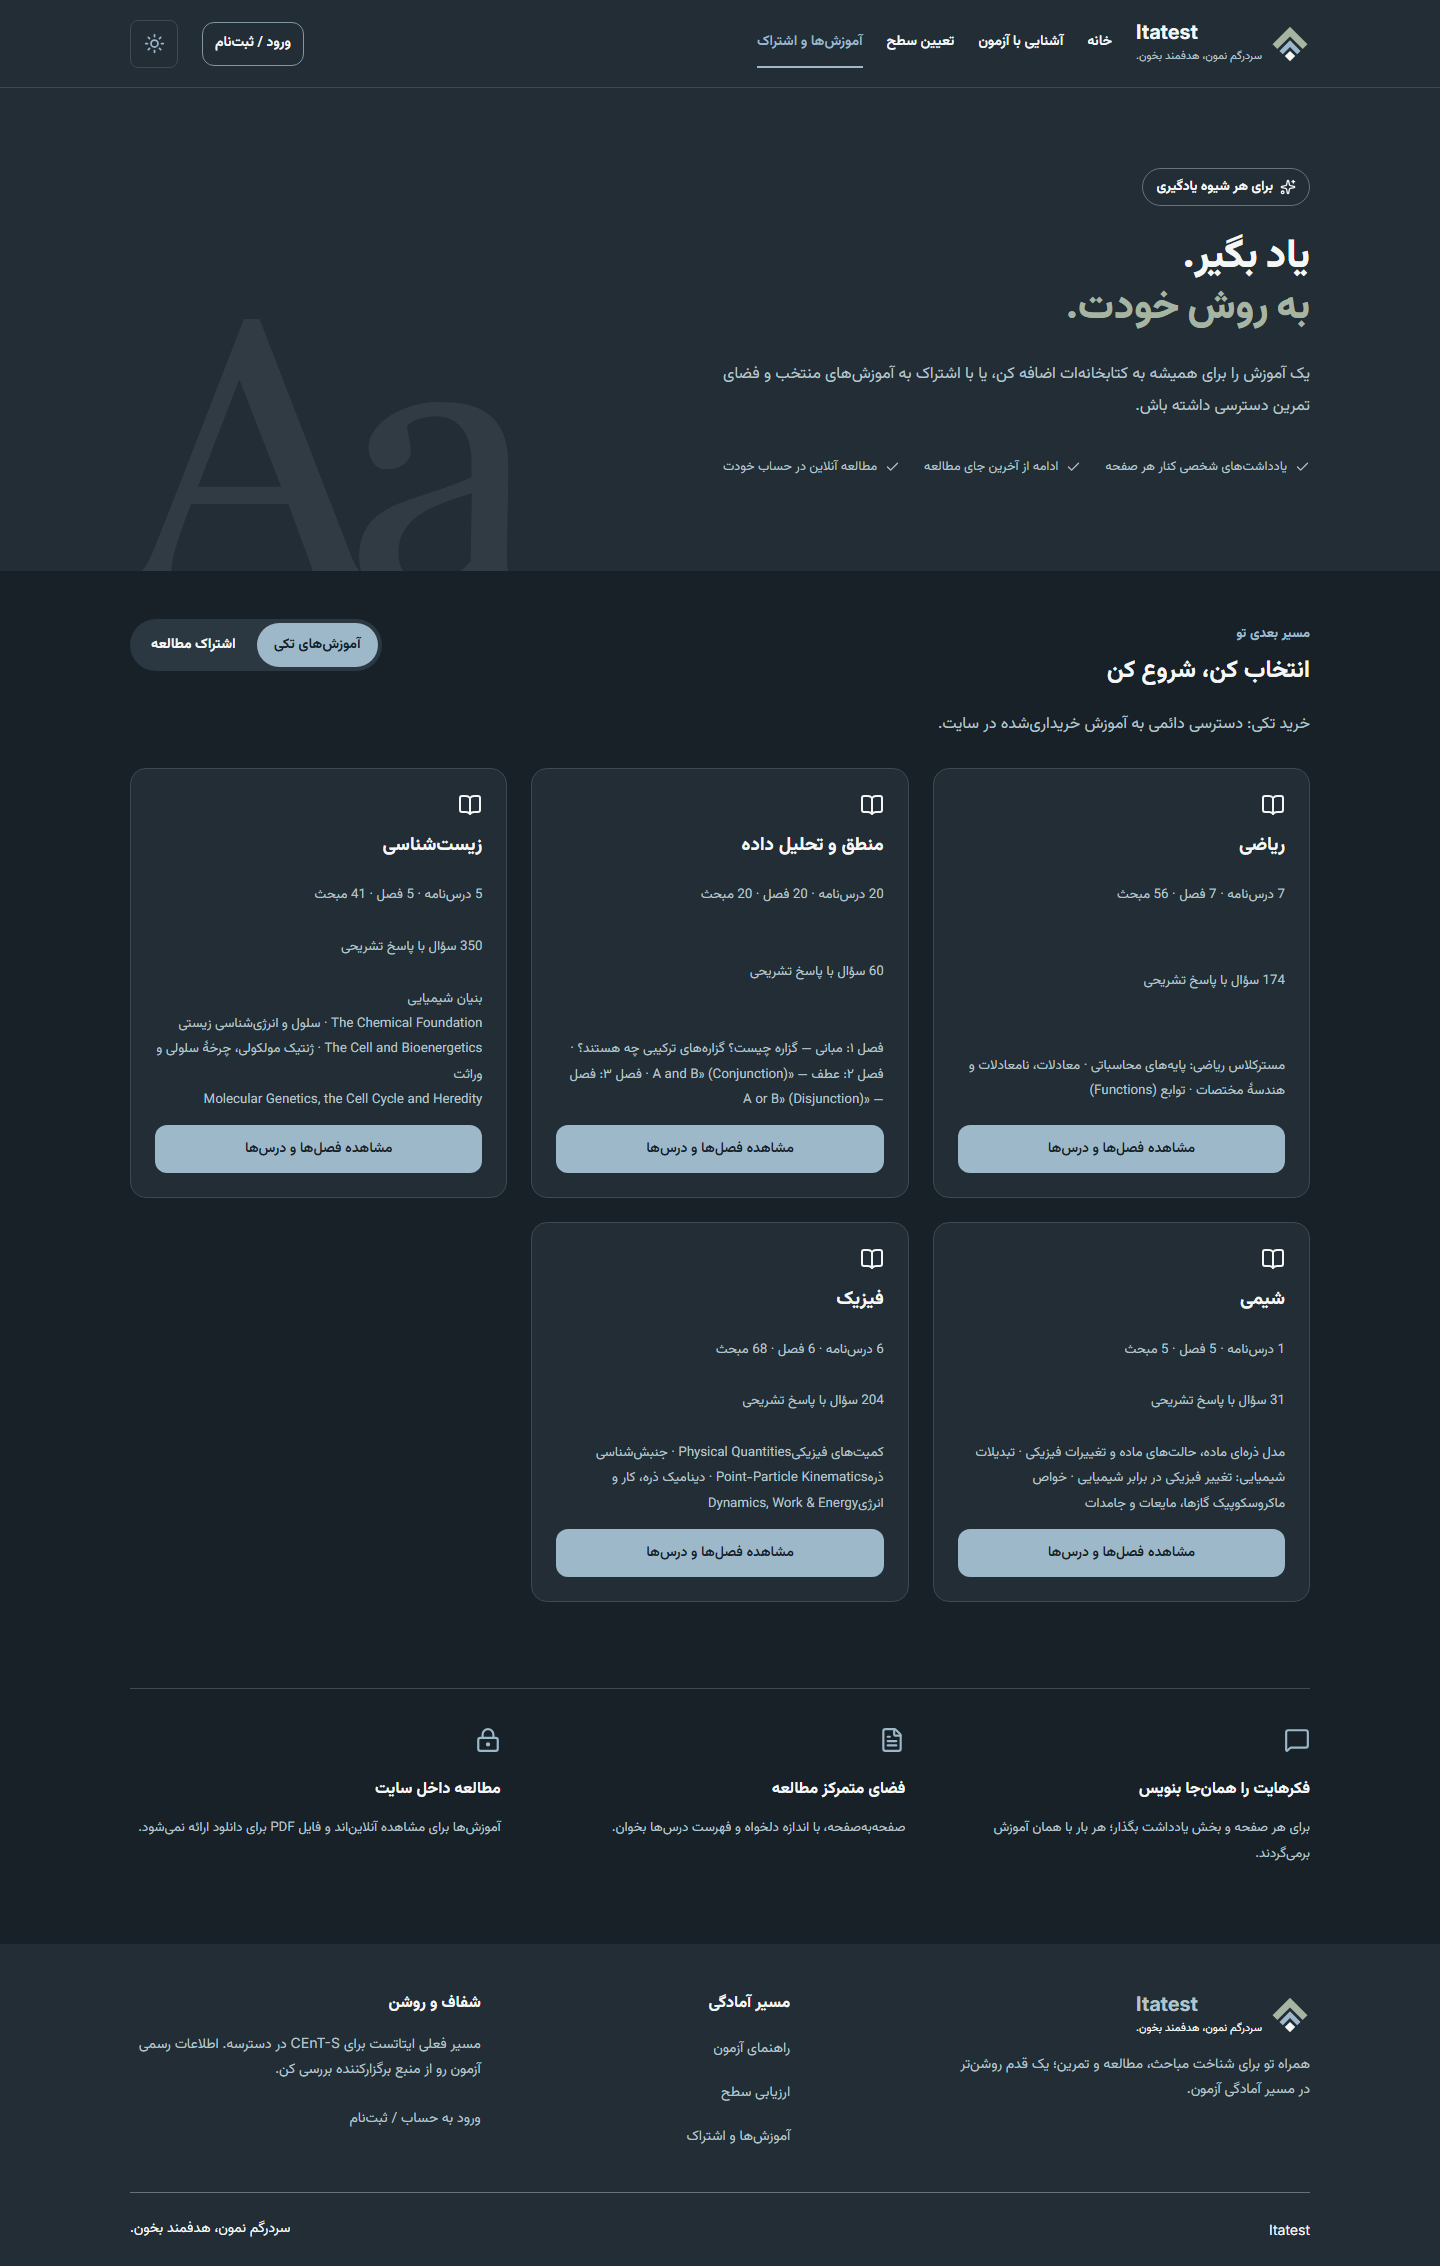 Itatest
سردرگم نمون، هدفمند بخون.
خانه
آشنایی با آزمون
تعیین سطح
آموزش‌ها و اشتراک
ورود / ثبت‌نام
برای هر شیوه یادگیری
یاد بگیر.
به روش خودت.
یک آموزش را برای همیشه به کتابخانه‌ات اضافه کن، یا با اشتراک به آموزش‌های منتخب و فضای
تمرین دسترسی داشته باش.
یادداشت‌های شخصی کنار هر صفحه
ادامه از آخرین جای مطالعه
مطالعه آنلاین در حساب خودت
Aa
مسیر بعدی تو
انتخاب کن، شروع کن
آموزش‌های تکی
اشتراک مطالعه
خرید تکی: دسترسی دائمی به آموزش خریداری‌شده در سایت.
ریاضی
7 درس‌نامه · 7 فصل · 56 مبحث
174 سؤال با پاسخ تشریحی
مسترکلاس ریاضی: پایه‌های محاسباتی · معادلات، نامعادلات و
هندسهٔ مختصات · توابع (Functions)
مشاهده فصل‌ها و درس‌ها
منطق و تحلیل داده
20 درس‌نامه · 20 فصل · 20 مبحث
60 سؤال با پاسخ تشریحی
فصل ۱: مبانی — گزاره چیست؟ گزاره‌های ترکیبی چه هستند؟ ·
فصل ۲: عطف — «A and B» (Conjunction) · فصل ۳: فصل
— «A or B» (Disjunction)
مشاهده فصل‌ها و درس‌ها
زیست‌شناسی
5 درس‌نامه · 5 فصل · 41 مبحث
350 سؤال با پاسخ تشریحی
بنیان شیمیایی
The Chemical Foundation · سلول و انرژی‌شناسی زیستی
The Cell and Bioenergetics · ژنتیک مولکولی، چرخهٔ سلولی و
وراثت
Molecular Genetics, the Cell Cycle and Heredity
مشاهده فصل‌ها و درس‌ها
شیمی
1 درس‌نامه · 5 فصل · 5 مبحث
31 سؤال با پاسخ تشریحی
مدل ذره‌ای ماده، حالت‌های ماده و تغییرات فیزیکی · تبدیلات
شیمیایی: تغییر فیزیکی در برابر شیمیایی · خواص
ماکروسکوپیک گازها، مایعات و جامدات
مشاهده فصل‌ها و درس‌ها
فیزیک
6 درس‌نامه · 6 فصل · 68 مبحث
204 سؤال با پاسخ تشریحی
کمیت‌های فیزیکیPhysical Quantities · جنبش‌شناسی
ذرهPoint-Particle Kinematics · دینامیک ذره، کار و
انرژیDynamics, Work & Energy
مشاهده فصل‌ها و درس‌ها
فکرهایت را همان‌جا بنویس
برای هر صفحه و بخش یادداشت بگذار؛ هر بار با همان آموزش
برمی‌گردند.
فضای متمرکز مطالعه
صفحه‌به‌صفحه، با اندازه دلخواه و فهرست درس‌ها بخوان.
مطالعه داخل سایت
آموزش‌ها برای مشاهده آنلاین‌اند و فایل PDF برای دانلود ارائه نمی‌شود.
Itatest
سردرگم نمون، هدفمند بخون.
همراه تو برای شناخت مباحث، مطالعه و تمرین؛ یک قدم روشن‌تر
در مسیر آمادگی آزمون.
مسیر آمادگی
راهنمای آزمون
ارزیابی سطح
آموزش‌ها و اشتراک
شفاف و روشن
مسیر فعلی ایتاتست برای CEnT-S در دسترسه. اطلاعات رسمی
آزمون رو از منبع برگزارکننده بررسی کن.
ورود به حساب / ثبت‌نام
Itatest
سردرگم نمون، هدفمند بخون.